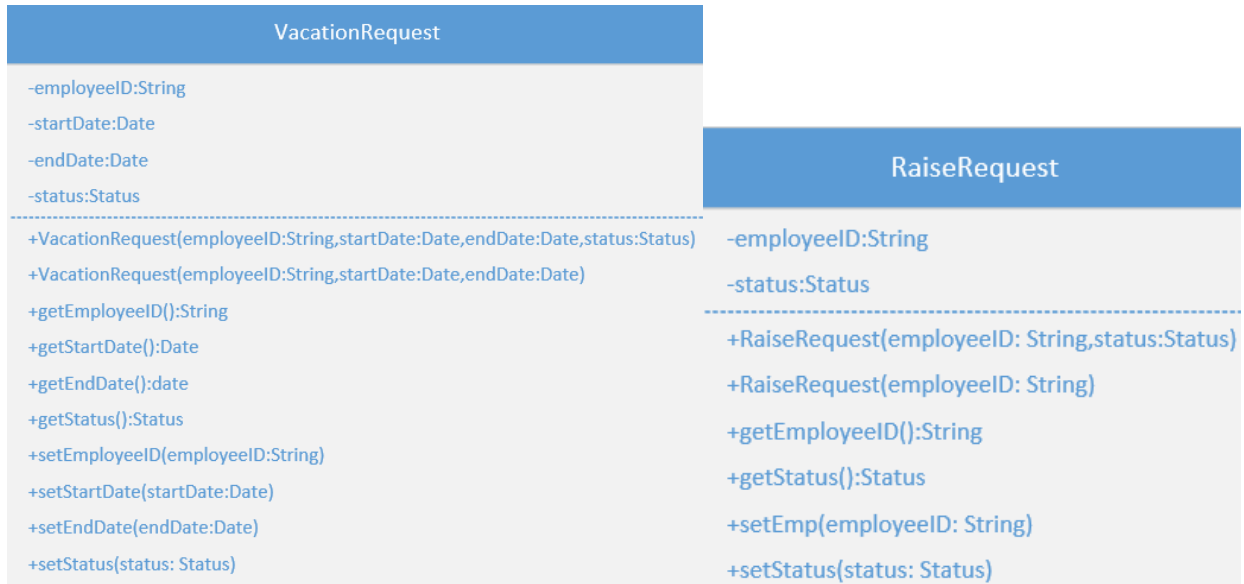 VacationRequest
-employeeID:String
-startDate:Date
-endDate:Date
-status:Status
+VacationRequest(employeeID:String,startDate:Date,endDate:Date,status:Status)
+VacationRequest(employeeID:String,startDate:Date,endDate:Date)
+getEmployeeID():String
+getStartDate():Date
+getEndDate():date
+getStatus():Status
+setEmployeeID(employeeID:String)
+setStartDate(startDate:Date)
+setEndDate(endDate:Date)
+setStatus(status: Status)
RaiseRequest
-employeeID:String
-status:Status
+RaiseRequest(employeeID: String,status:Status)
+RaiseRequest(employeeID: String)
+getEmployeeID():String
+getStatus():Status
+setEmp(employeeID: String)
+setStatus(status: Status)